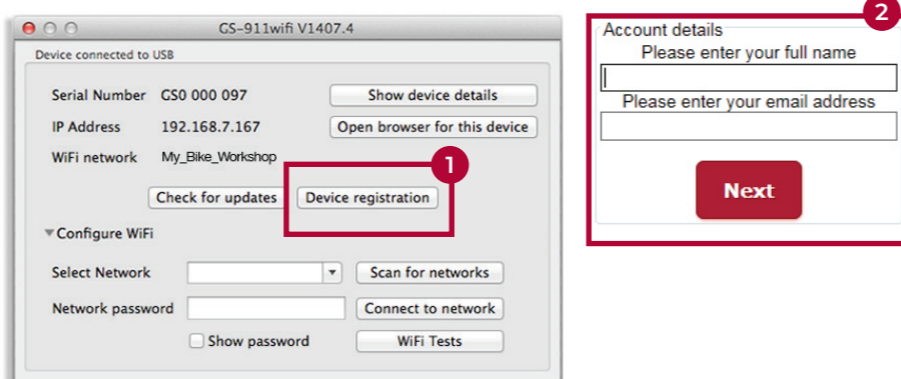 GS-911wifi V1407.4
Device connected to USB
Serial Number GS0 000 097 Show device details
IP Address 192.168.7.167 Open browser for this device
WiFi network My_Bike_Workshop
1
Check for updates Device registration
Configure WiFi
Select Network Scan for networks
Network password Connect to network
Show password WiFi Tests
2
Account details
Please enter your full name
Please enter your email address
Next